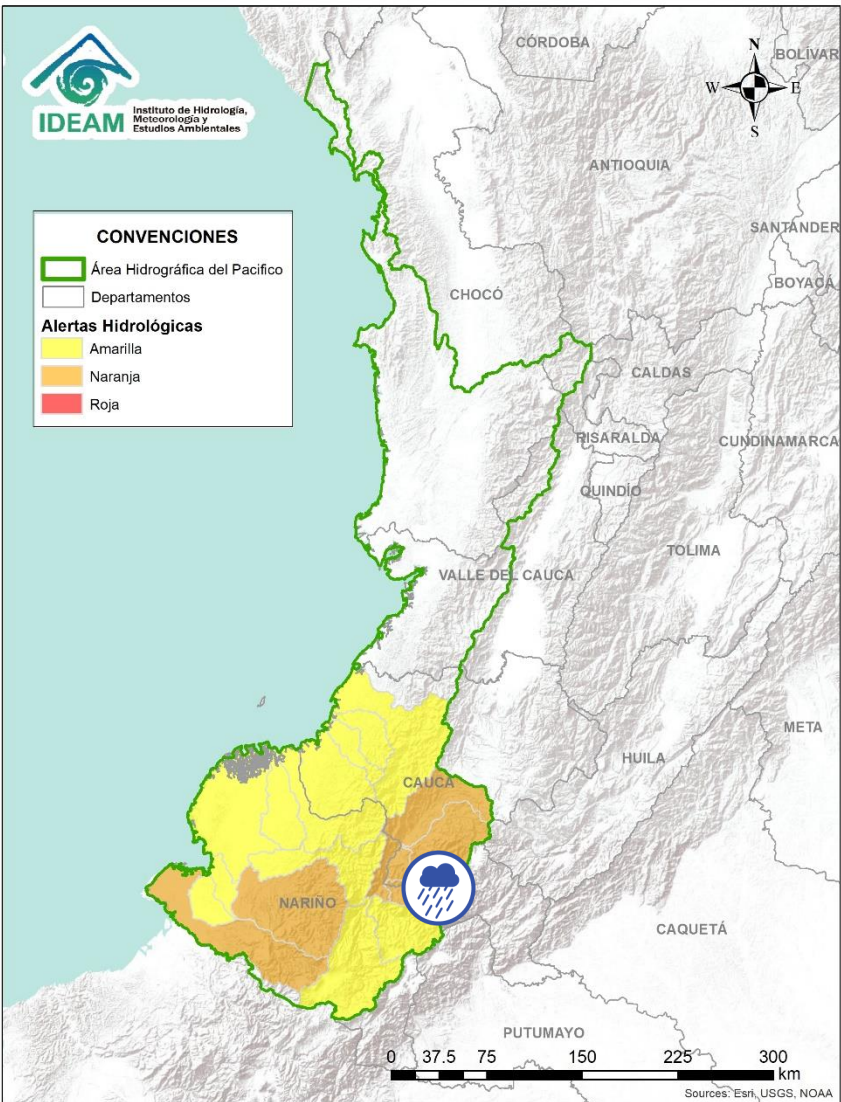 IDEAM
Instituto de Hidrología,
Meteorología y
Estudios Ambientales
CÓRDOBA
BOLÍVAR
N
W
E
S
ANTIOQUIA
SANTANDER
BOYACÁ
CONVENCIONES
Área Hidrográfica del Pacifico
Departamentos
Alertas Hidrológicas
Amarilla
Naranja
Roja
CHOCÓ
CALDAS
RISARALDA
CUNDINAMARCA
QUINDÍO
TOLIMA
VALLE DEL CAUCA
META
HUILA
CAUCA
NARIÑO
CAQUETÁ
PUTUMAYO
0 37.5 75 150 225 300
km
Sources: Esri, USGS, NOAA